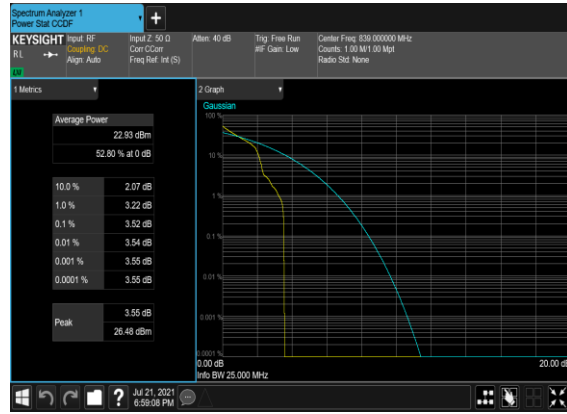 Spectrum Analyzer 1
Power Stat CCDF
KEYSIGHT
R L
Input: RF
Coupling: DC
Align: Auto
Input Z: 50 Ω
Corr CCorr
Freq Ref: Int (S)
Atten: 40 dB
Trig: Free Run
#IF Gain: Low
Center Freq: 839.000000 MHz
Counts: 1.00 M/1.00 Mpt
Radio Std: None
1 Metrics
Average Power
22.93 dBm
52.80 % at 0 dB
10.0 % 2.07 dB
1.0 % 3.22 dB
0.1 % 3.52 dB
0.01 % 3.54 dB
0.001 % 3.55 dB
0.0001 % 3.55 dB
Peak
3.55 dB
26.48 dBm
2 Graph
Gaussian
100 %
10 %
1 %
0.1 %
0.01 %
0.001 %
0.0001 %
0.00 dB
20.00 dB
Info BW 25.000 MHz
?
Jul 21, 2021
6:59:08 PM